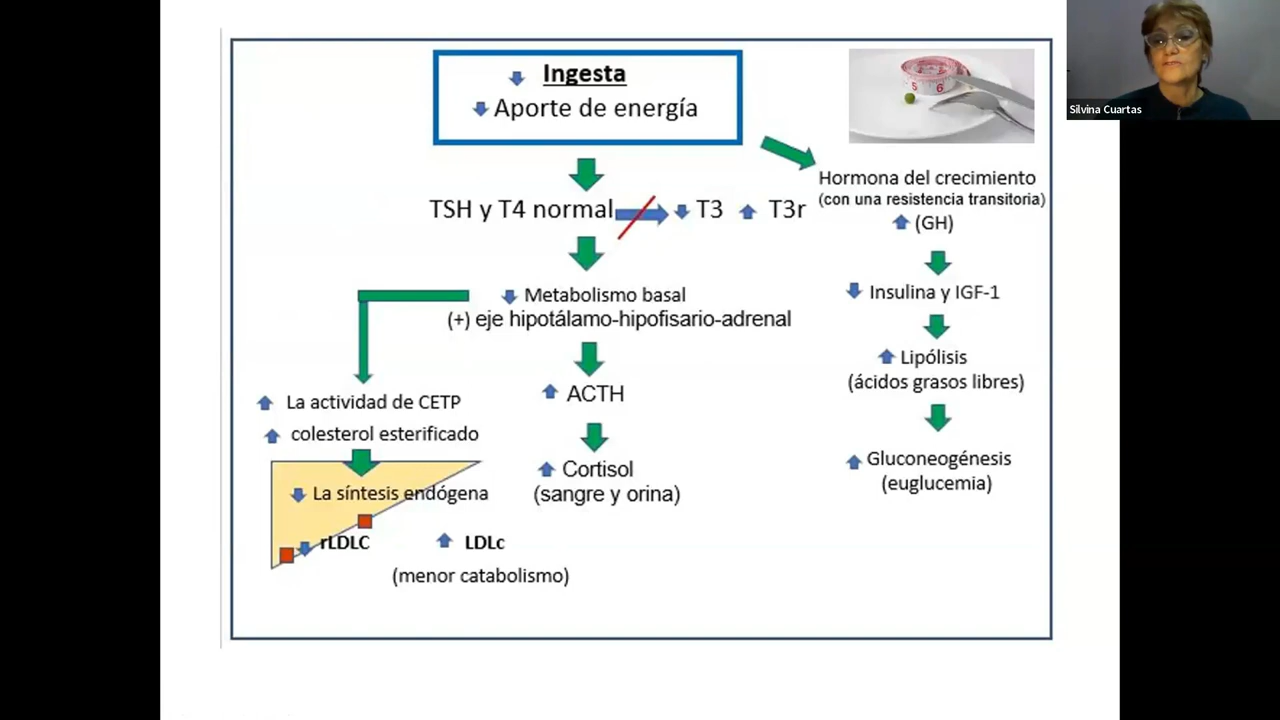 Ingesta
Aporte de energía
Silvina Cuartas
5 6
Hormona del crecimiento
(con una resistencia transitoria)
(GH)
TSH y T4 normal T3 T3r
Metabolismo basal
(+) eje hipotálamo-hipofisario-adrenal
Insulina y IGF-1
Lipólisis
(ácidos grasos libres)
La actividad de CETP
colesterol esterificado
ACTH
Cortisol
(sangre y orina)
Gluconeogénesis
(euglucemia)
La síntesis endógena
rLDLC LDLc
(menor catabolismo)